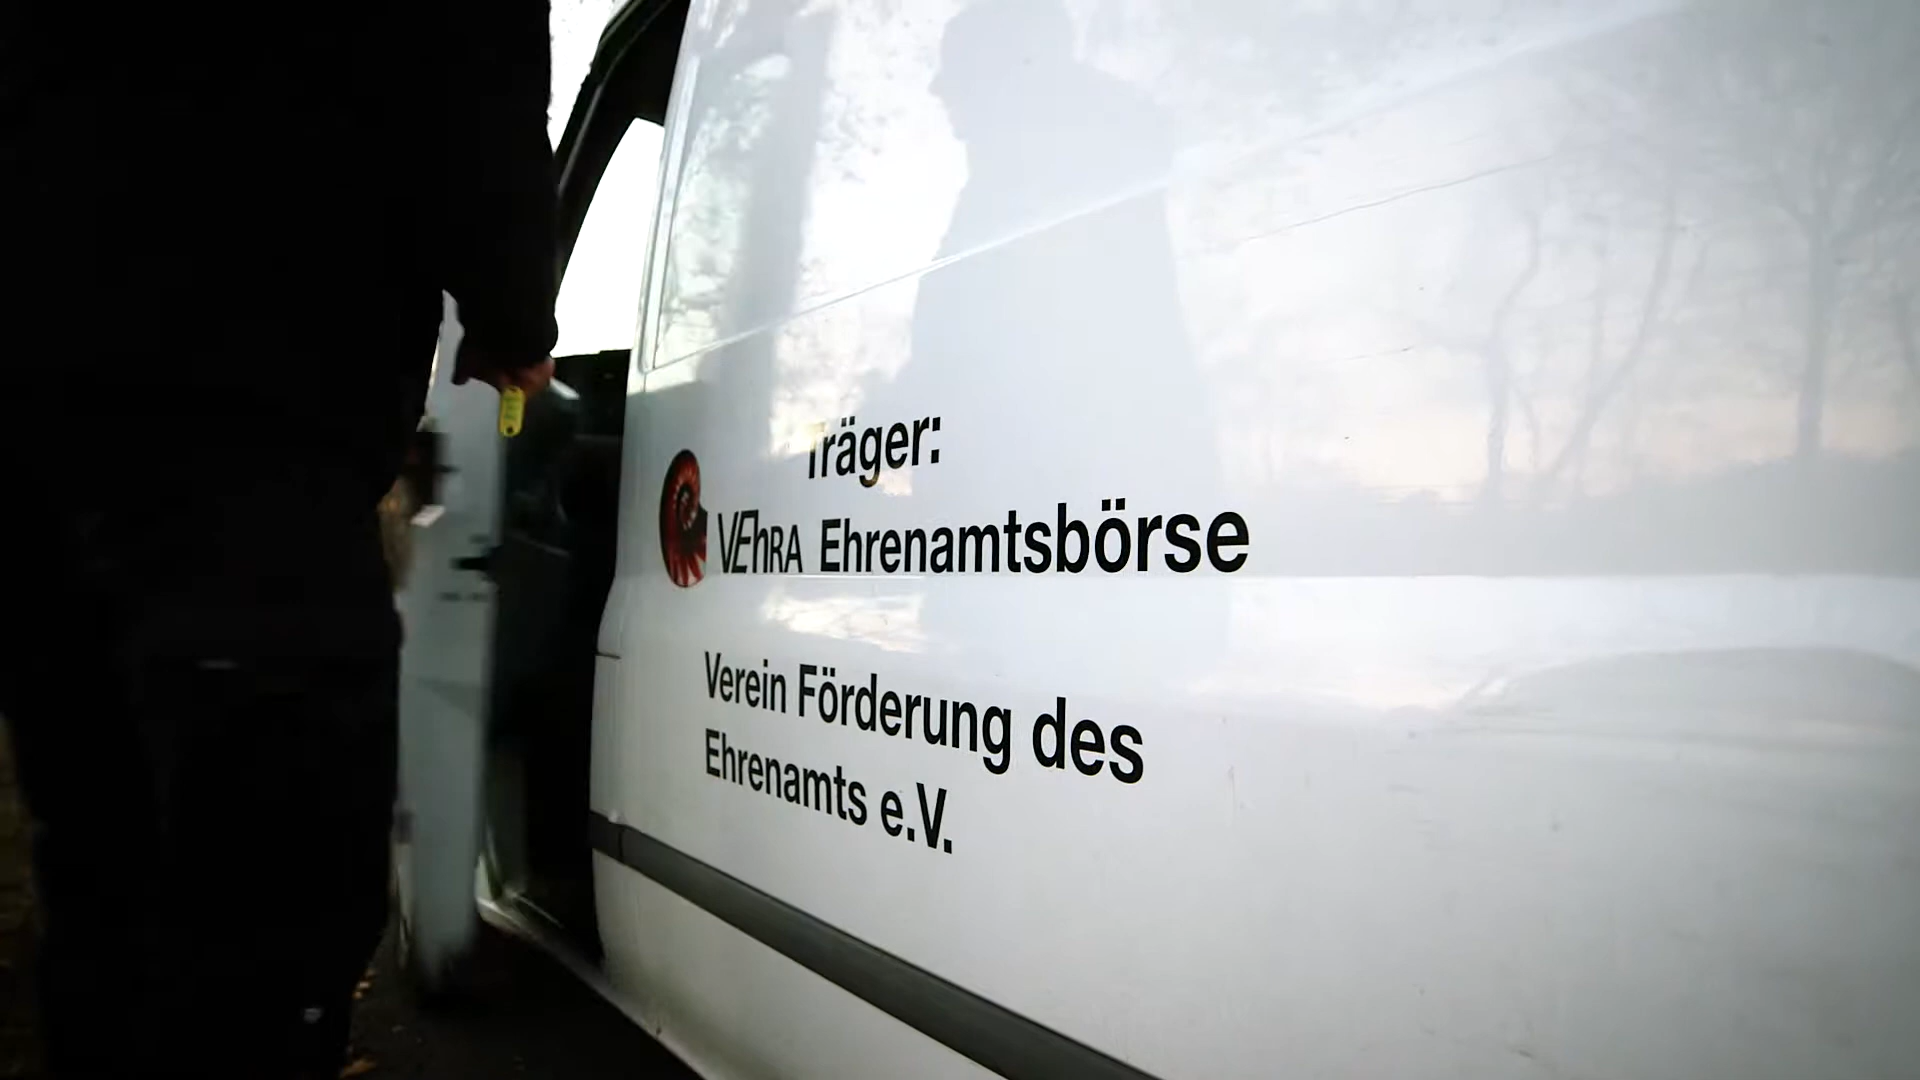 Träger:
VEhRA Ehrenamtsbörse
Verein Förderung des
Ehrenamts e.V.